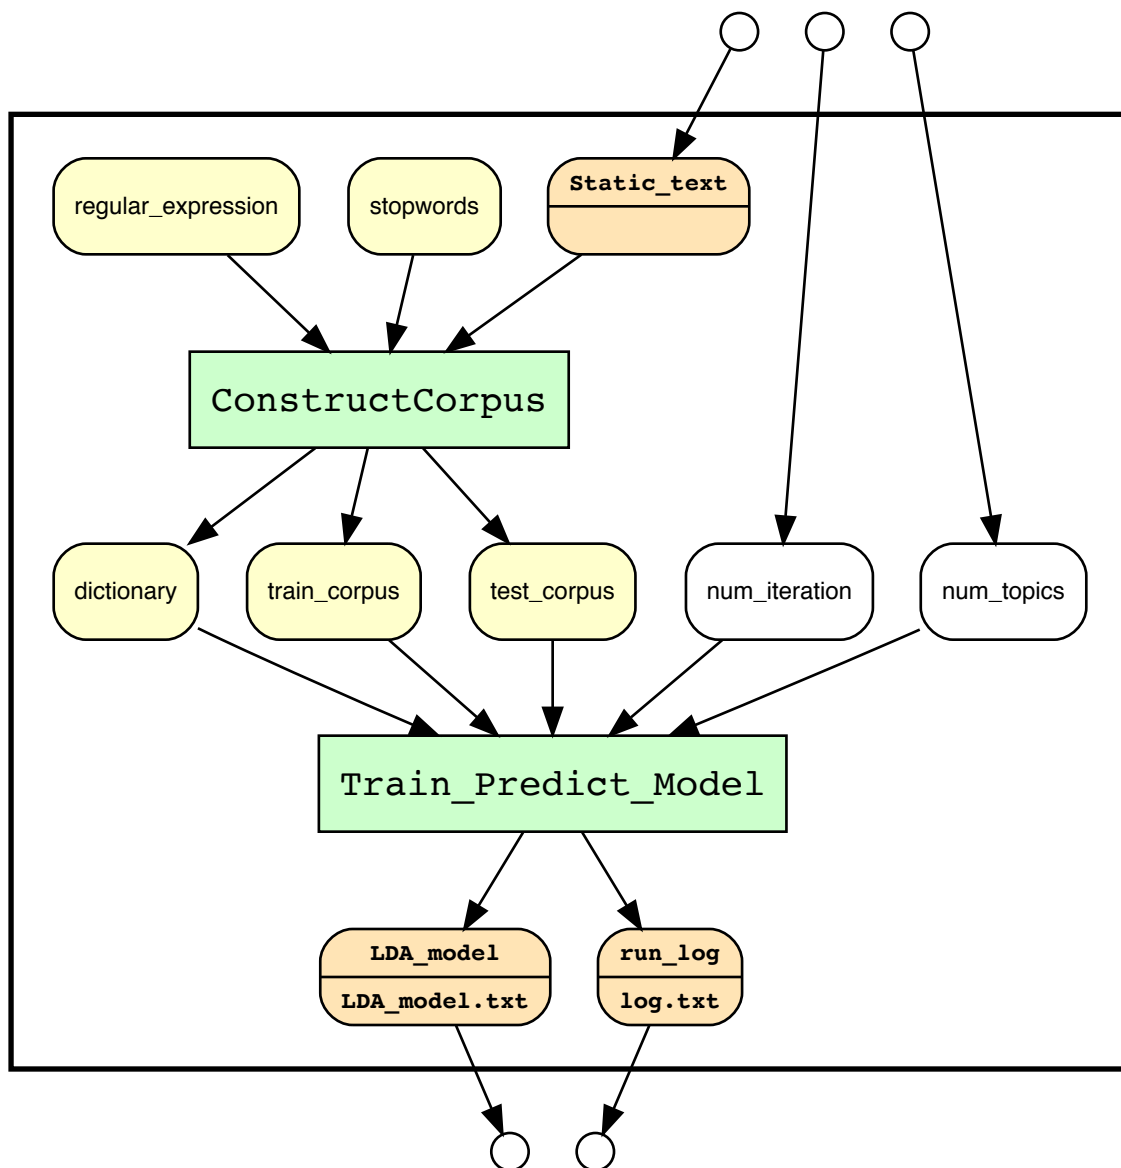 regular_expression
stopwords
Static_text
ConstructCorpus
dictionary
train_corpus
test_corpus
num_iteration
num_topics
Train_Predict_Model
LDA_model
LDA_model.txt
run_log
log.txt